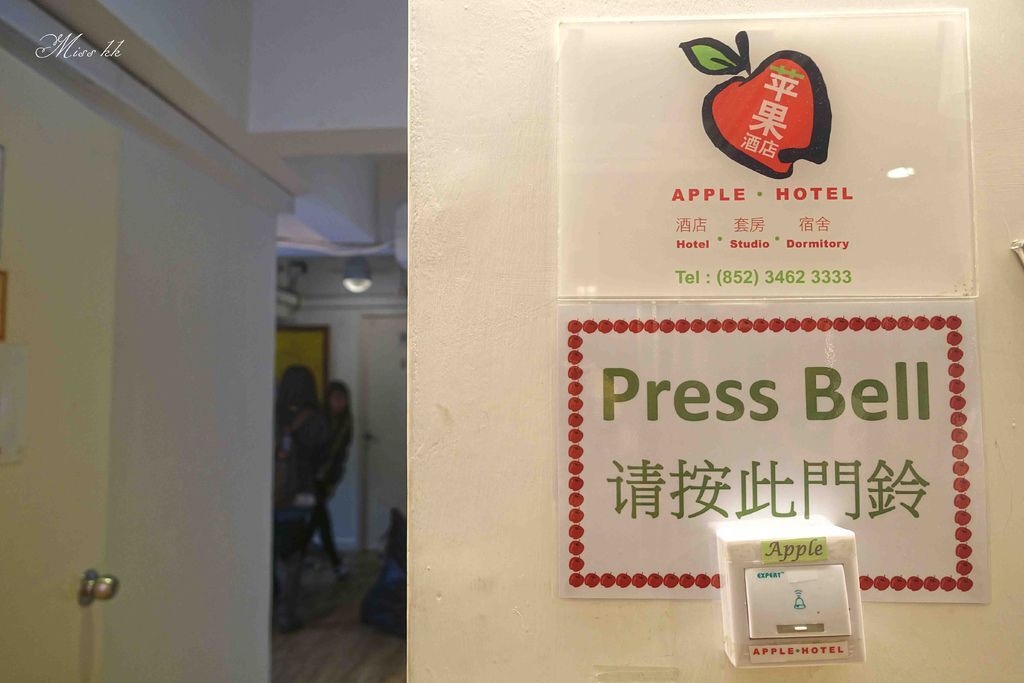 Miss kk
苹果
酒店
APPLE • HOTEL
酒店 套房 宿舍
Hotel • Studio • Dormitory
Tel : (852) 3462 3333
Press Bell
请按此門鈴
Apple
EXPERT
APPLE•HOTEL